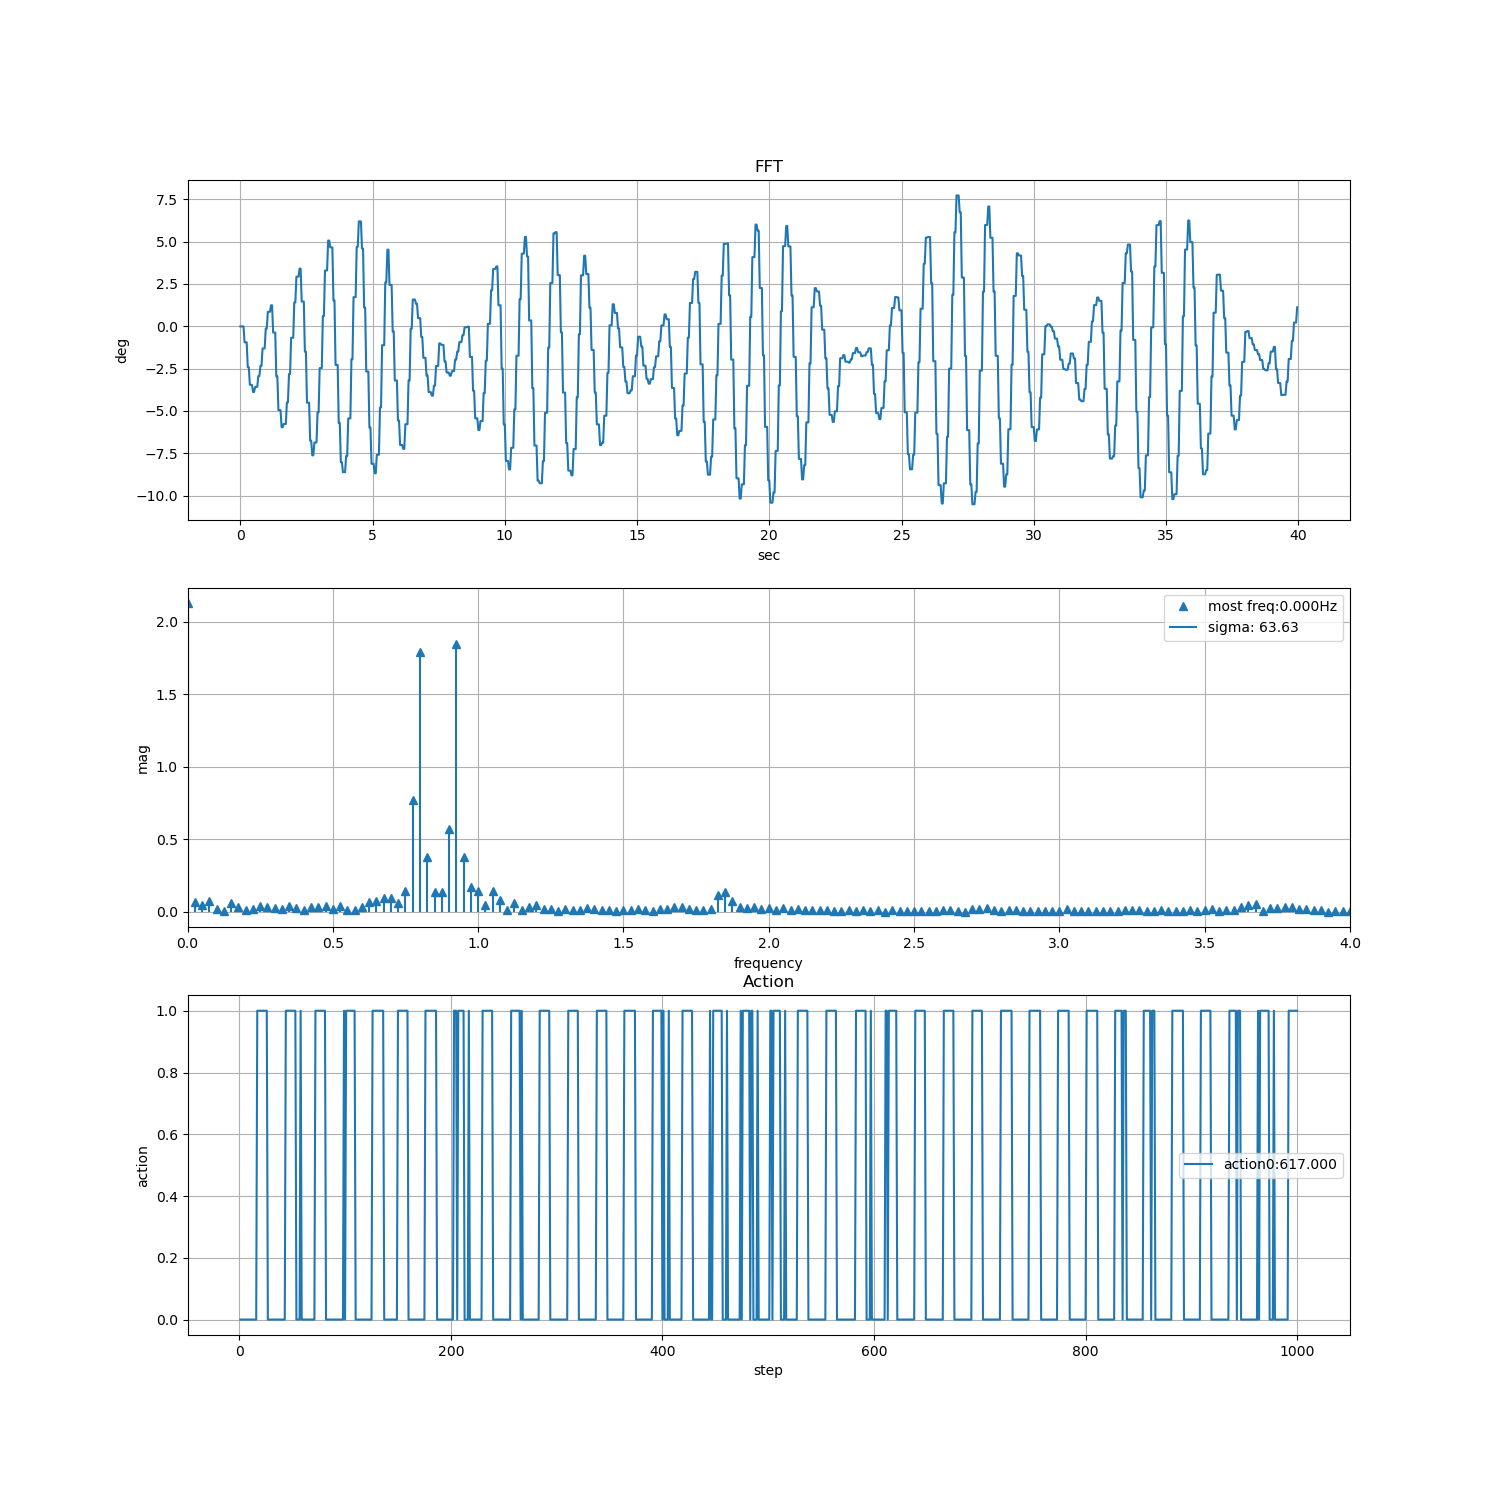 FFT
7.5
5.0
2.5
0.0
−2.5
−5.0
−7.5
−10.0
deg
0 5 10 15 20 25 30 35 40
sec
most freq:0.000Hz
sigma: 63.63
2.0
1.5
1.0
0.5
0.0
mag
0.0 0.5 1.0 1.5 2.0 2.5 3.0 3.5 4.0
frequency
Action
1.0
0.8
0.6
0.4
0.2
0.0
action
action0:617.000
0 200 400 600 800 1000
step